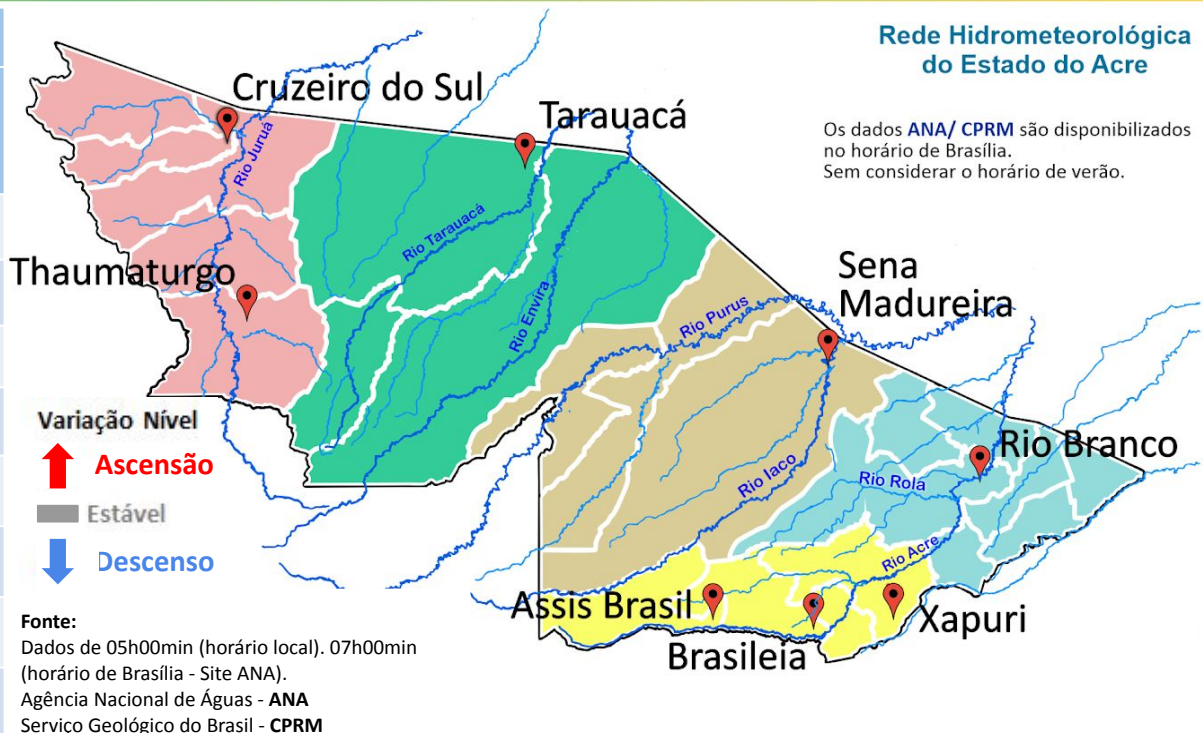 Rede Hidrometeorológica
do Estado do Acre
Os dados ANA/ CPRM são disponibilizados
no horário de Brasília.
Sem considerar o horário de verão.
Cruzeiro do Sul
Tarauacá
Rio Juruá
Rio Tarauacá
Thaumaturgo
Rio Envira
Sena
Madureira
Rio Purus
Variação Nível
Ascensão
Estável
Descenso
Rio Iaco
Rio Branco
Rio Rola
Rio Acre
Assis Brasil
Xapuri
Brasileia
Fonte:
Dados de 05h00min (horário local). 07h00min
(horário de Brasília - Site ANA).
Agência Nacional de Águas - ANA
Serviço Geológico do Brasil - CPRM